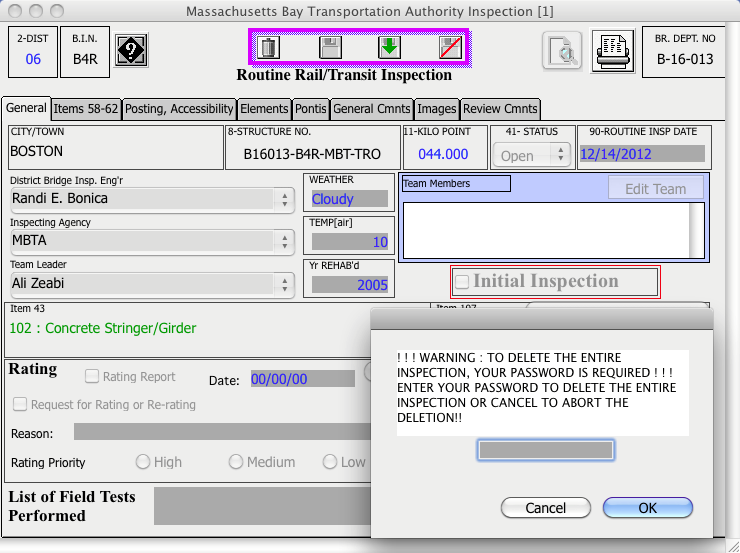 Massachusetts Bay Transportation Authority Inspection [1]
2-DIST
06
B.I.N.
B4R
?
Routine Rail/Transit Inspection
BR. DEPT. NO
B-16-013
General Items 58-62 Posting, Accessibility Elements Pontis General Cmnts Images Review Cmnts
CITY/TOWN
BOSTON
8-STRUCTURE NO.
B16013-B4R-MBT-TRO
11-KILO POINT
044.000
41- STATUS
Open
90-ROUTINE INSP DATE
12/14/2012
District Bridge Insp. Eng'r
Randi E. Bonica
Inspecting Agency
MBTA
Team Leader
Ali Zeabi
WEATHER
Cloudy
TEMP[air]
10
Yr REHAB'd
2005
Team Members
Edit Team
Initial Inspection
Item 43
102 : Concrete Stringer/Girder
Item 107
Rating
Rating Report
Date: 00/00/00
Request for Rating or Re-rating
Reason:
Rating Priority
High
Medium
Low
List of Field Tests
Performed
! ! ! WARNING : TO DELETE THE ENTIRE
INSPECTION, YOUR PASSWORD IS REQUIRED ! ! !
ENTER YOUR PASSWORD TO DELETE THE ENTIRE
INSPECTION OR CANCEL TO ABORT THE
DELETION!!
Cancel
OK